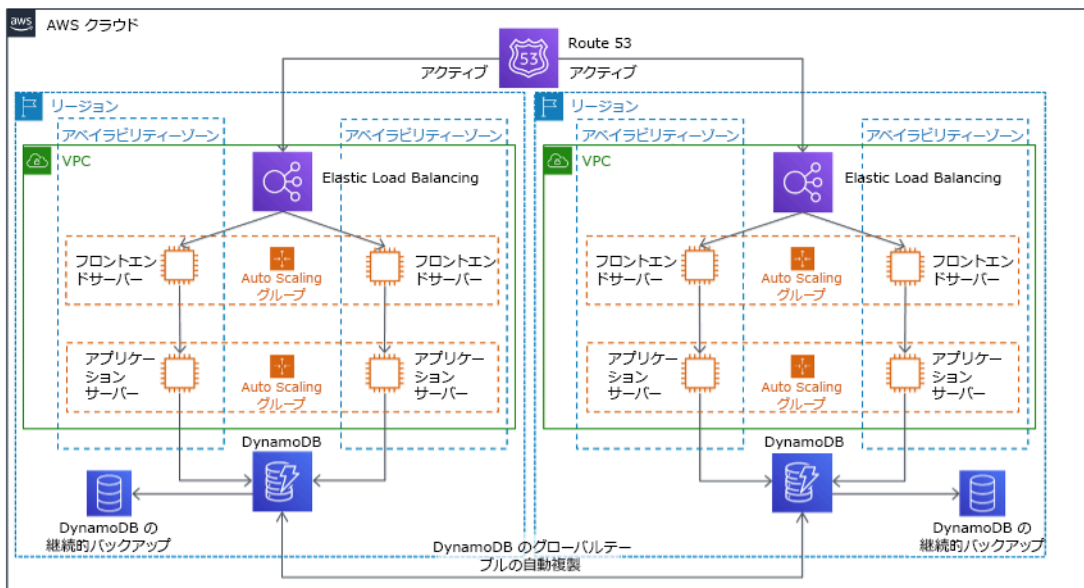 aws
AWS クラウド
Route 53
53
アクティブ
アクティブ
リージョン
アベイラビリティーゾーン
アベイラビリティーゾーン
VPC
Elastic Load Balancing
フロントエン
ドサーバー
Auto Scaling
グループ
フロントエン
ドサーバー
アプリケー
ション
サーバー
Auto Scaling
グループ
アプリケー
ション
サーバー
DynamoDB
DynamoDB の
継続的バックアップ
リージョン
アベイラビリティーゾーン
アベイラビリティーゾーン
VPC
Elastic Load Balancing
フロントエン
ドサーバー
Auto Scaling
グループ
フロントエン
ドサーバー
アプリケー
ション
サーバー
Auto Scaling
グループ
アプリケー
ション
サーバー
DynamoDB
DynamoDB の
継続的バックアップ
DynamoDB のグローバルテー
ブルの自動複製